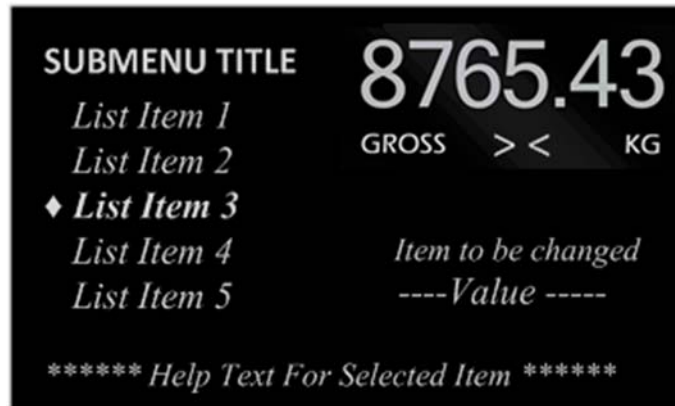 SUBMENU TITLE
List Item 1
List Item 2
♦ List Item 3
List Item 4
List Item 5
8765.43
GROSS > < KG
Item to be changed
----Value -----
****** Help Text For Selected Item ******